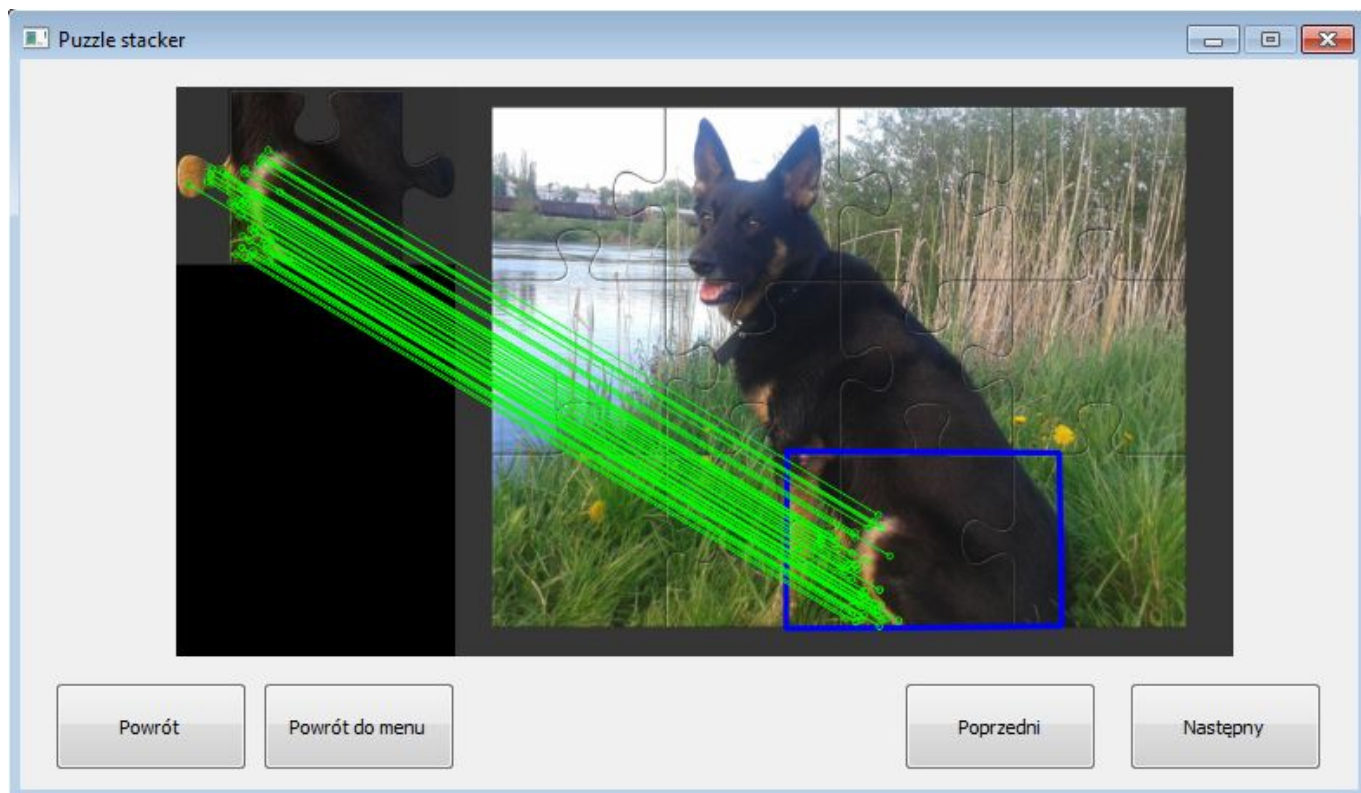 Puzzle stacker
Powrót
Powrót do menu
Poprzedni
Następny